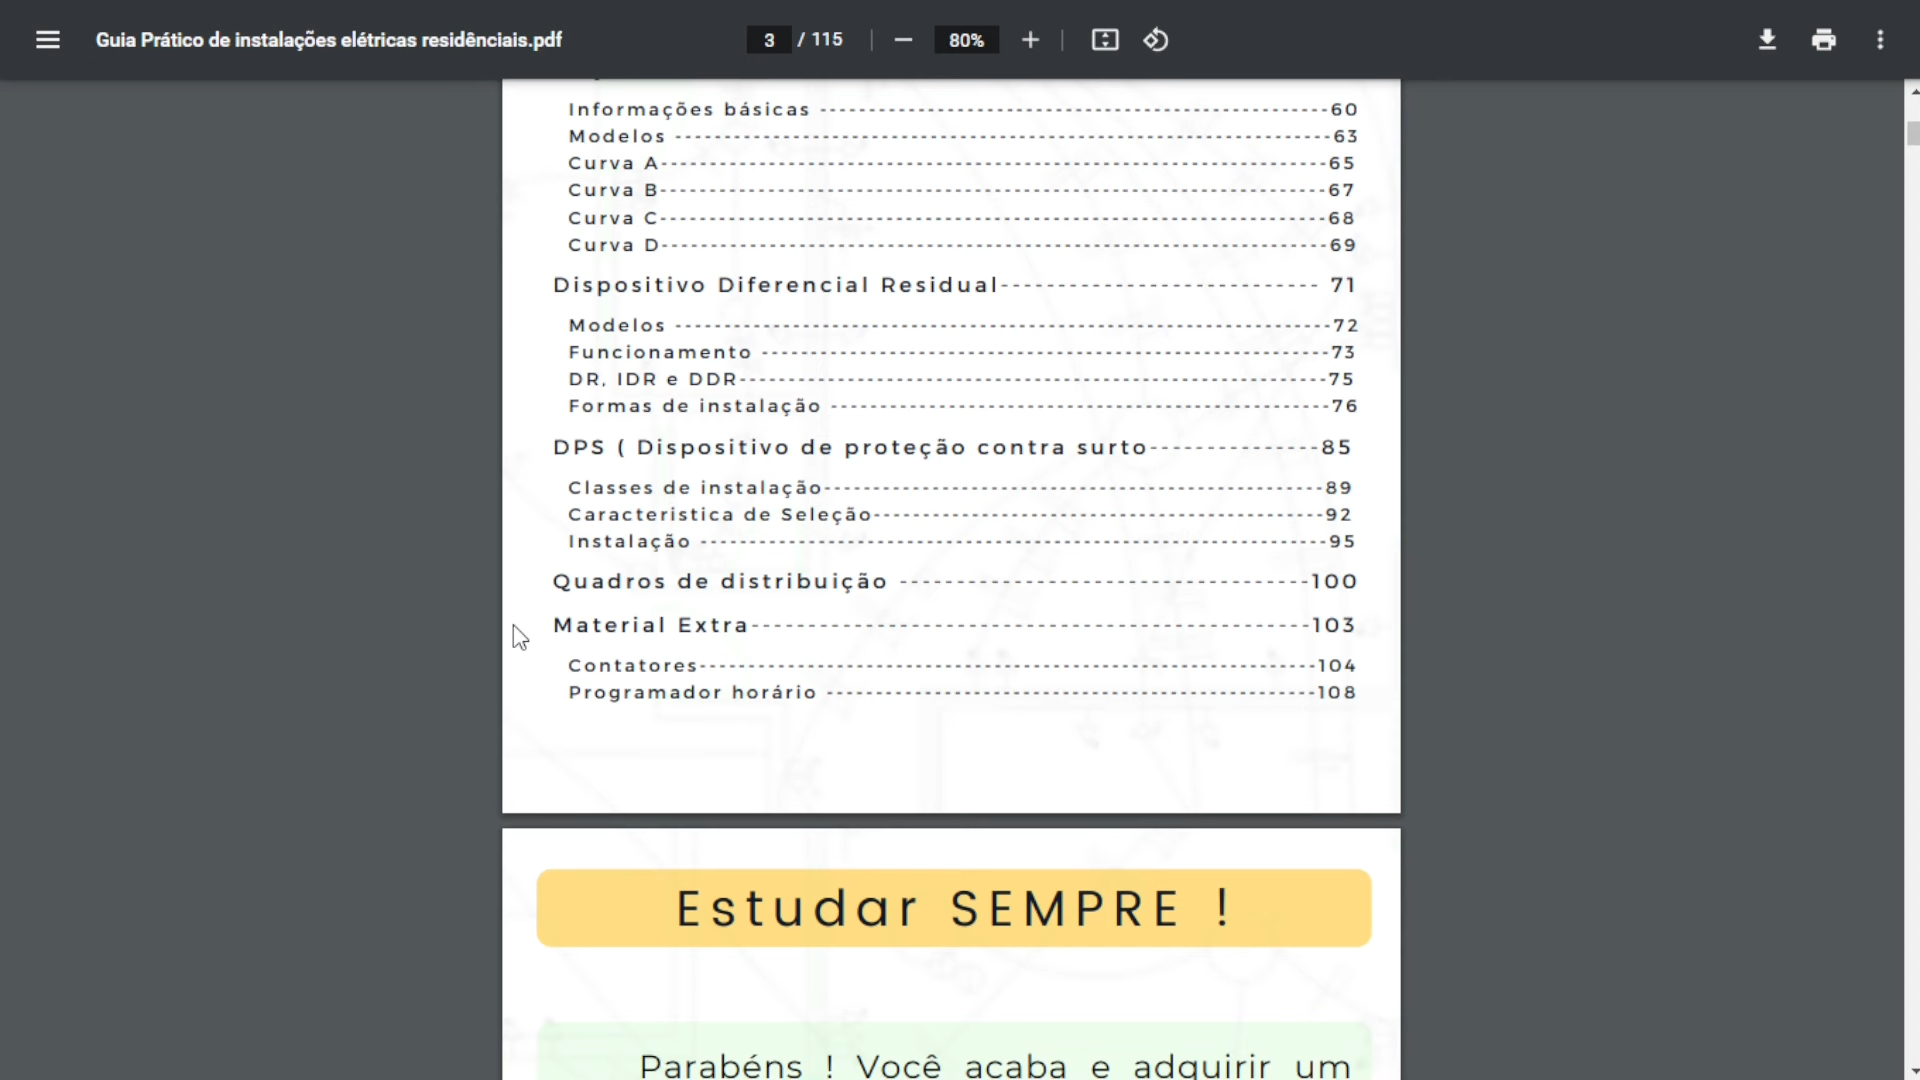 Guia Prático de instalações elétricas residênciais.pdf 3 / 115 80%
Informações básicas -----------------------------------------------60
Modelos -----------------------------------------------63
Curva A-----------------------------------------------65
Curva B-----------------------------------------------67
Curva C-----------------------------------------------68
Curva D-----------------------------------------------69
Dispositivo Diferencial Residual---------------------------- 71
Modelos -----------------------------------------------72
Funcionamento -----------------------------------------------73
DR, IDR e DDR-----------------------------------------------75
Formas de instalação -----------------------------------------------76
DPS ( Dispositivo de proteção contra surto---------------85
Classes de instalação-----------------------------------------------89
Caracteristica de Seleção-----------------------------------------------92
Instalação -----------------------------------------------95
Quadros de distribuição ------------------------------------100
Material Extra-----------------------------------------------103
Contatores-----------------------------------------------104
Programador horário -----------------------------------------------108
Estudar SEMPRE !
Parabéns ! Você acaba e adquirir um